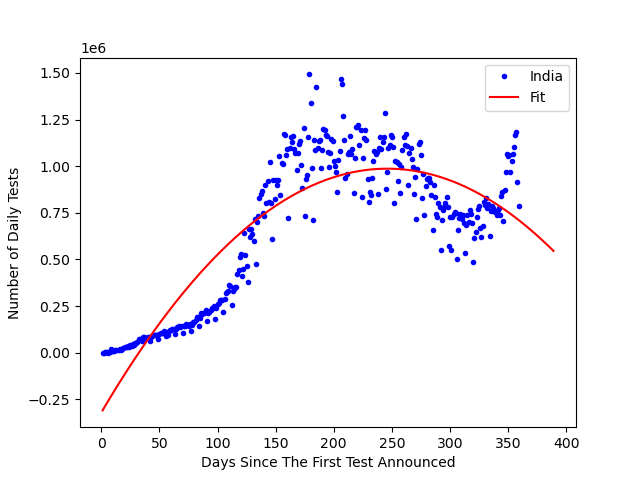 1e6
1.50
1.25
1.00
0.75
0.50
0.25
0.00
−0.25
Number of Daily Tests
India
Fit
0 50 100 150 200 250 300 350 400
Days Since The First Test Announced